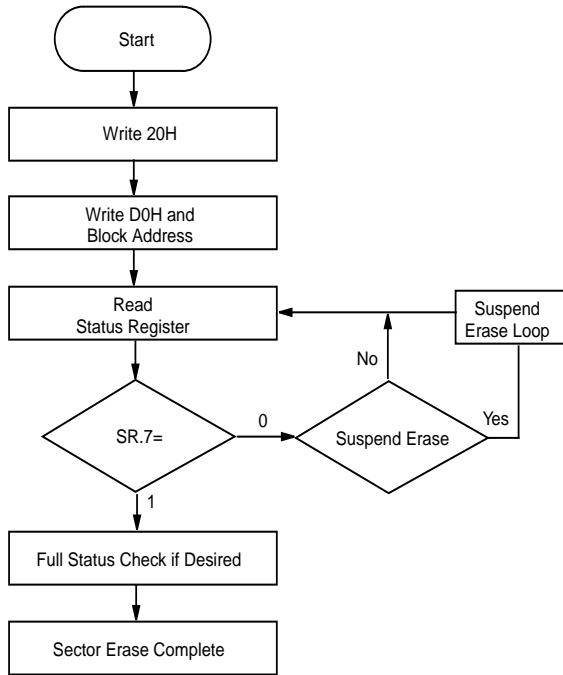 Start
Write 20H
Write D0H and
Block Address
Read
Status Register
Suspend
Erase Loop
No
SR.7=
0
Suspend Erase
Yes
1
Full Status Check if Desired
Sector Erase Complete